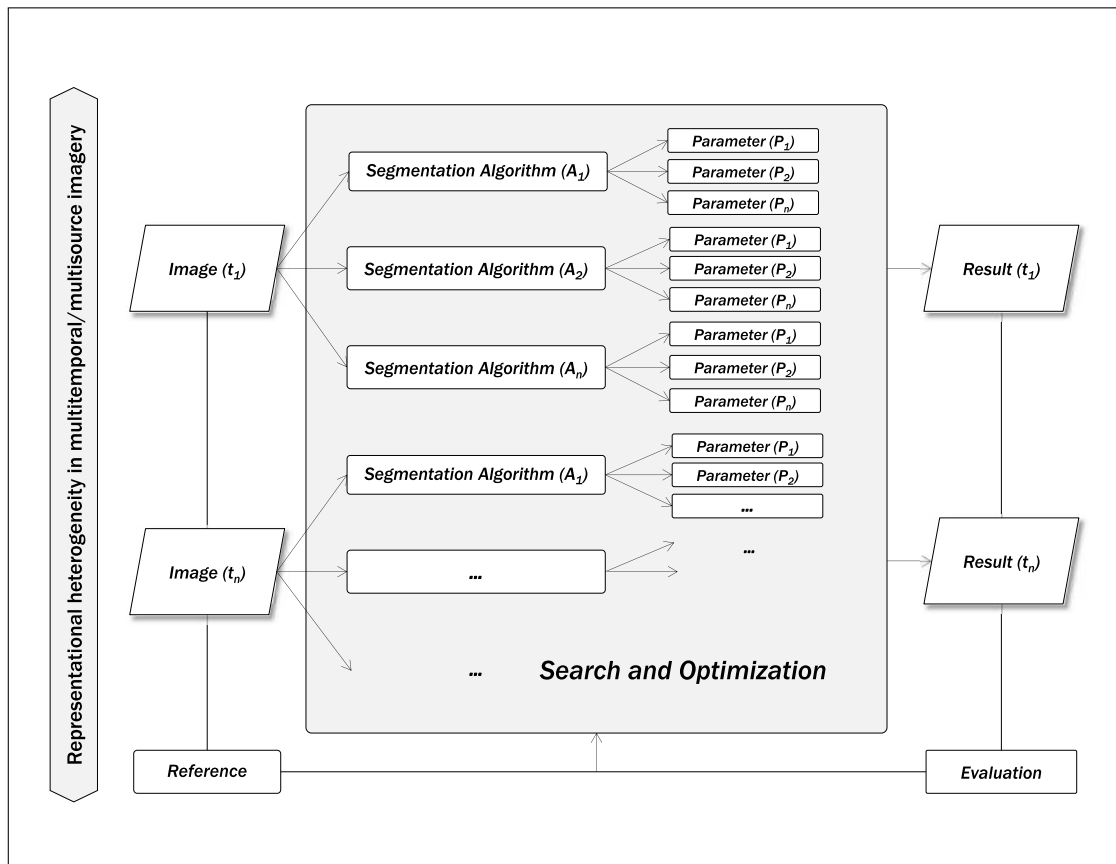 Representational heterogeneity in multitemporal/multisource imagery
Image (t₁)
Segmentation Algorithm (A₁)
Parameter (P₁)
Parameter (P₂)
Parameter (Pₙ)
Segmentation Algorithm (A₂)
Parameter (P₁)
Parameter (P₂)
Parameter (Pₙ)
Segmentation Algorithm (Aₙ)
Parameter (P₁)
Parameter (P₂)
Parameter (Pₙ)
Result (t₁)
Image (tₙ)
Segmentation Algorithm (A₁)
Parameter (P₁)
Parameter (P₂)
...
...
...
...
Search and Optimization
Result (tₙ)
Reference
Evaluation